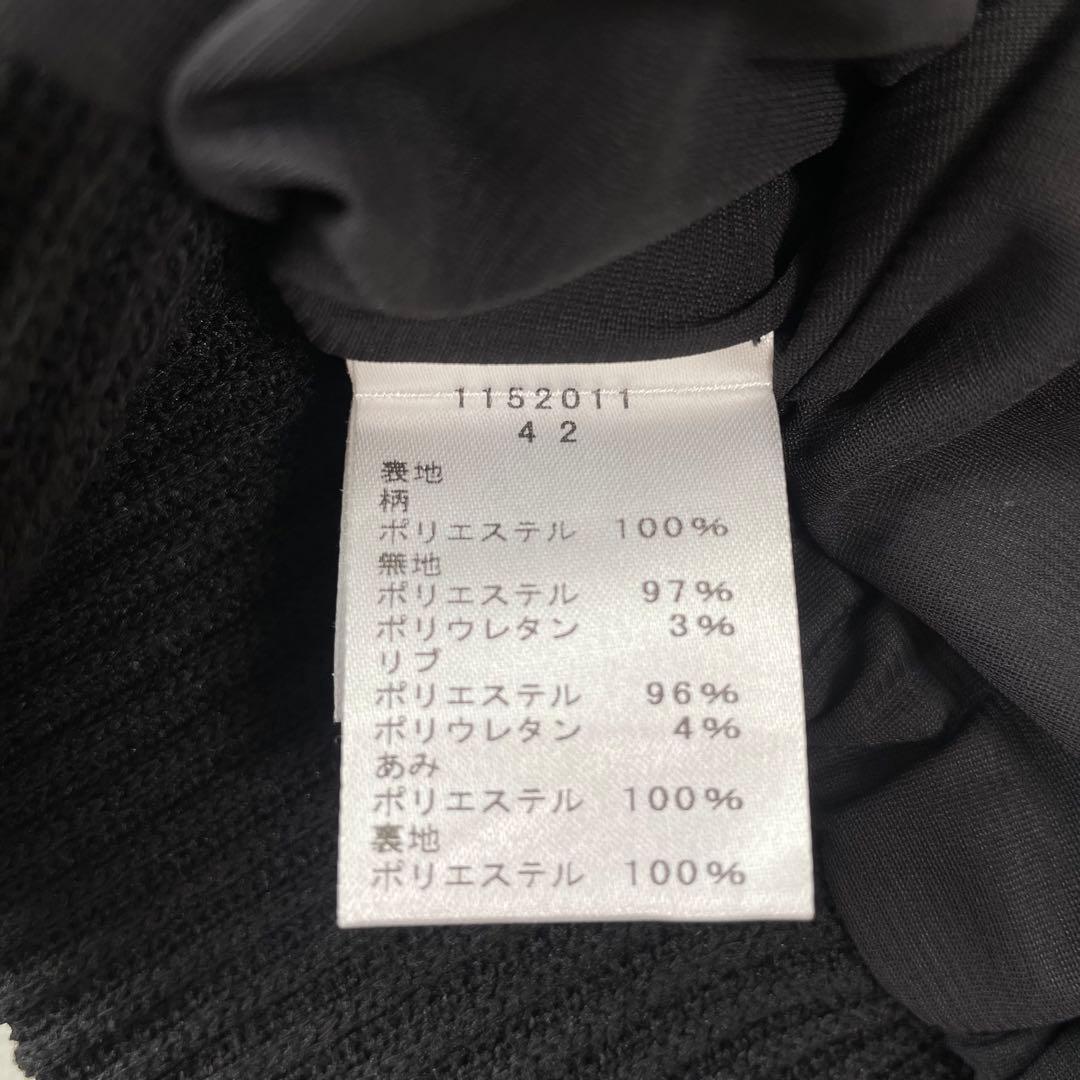 1152011
42
表地
柄
ポリエステル 100%
無地
ポリエステル 97%
ポリウレタン 3%
リブ
ポリエステル 96%
ポリウレタン 4%
あみ
ポリエステル 100%
裏地
ポリエステル 100%